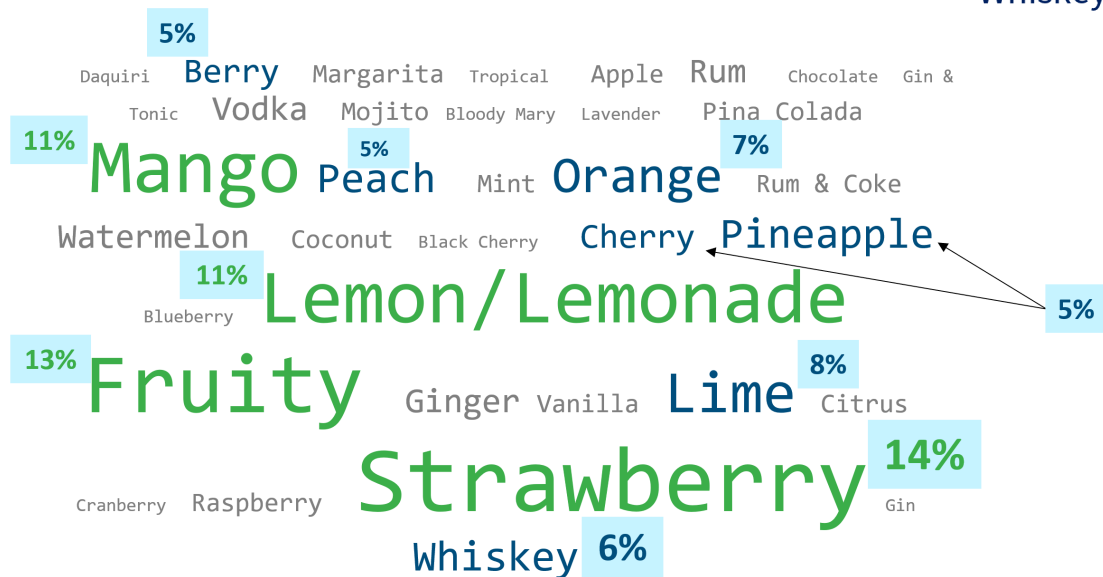 Whiskey
5%
Daquiri Berry Margarita Tropical Apple Rum Chocolate Gin &
Tonic Vodka Mojito Bloody Mary Lavender Pina Colada
11% 5% 7%
Mango Peach Mint Orange Rum & Coke
Watermelon Coconut Black Cherry Cherry Pineapple
11%
Blueberry Lemon/Lemonade 5%
13% 8%
Fruity Ginger Vanilla Lime Citrus
14%
Cranberry Raspberry Strawberry Gin
Whiskey 6%